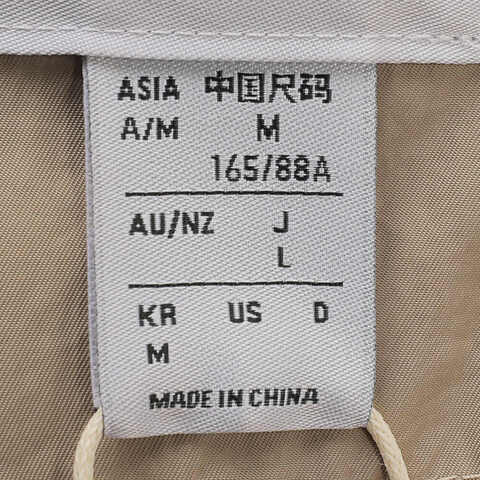 ASIA 中国尺码
A/M M
165/88A
AU/NZ J
L
KR US D
M
MADE IN CHINA